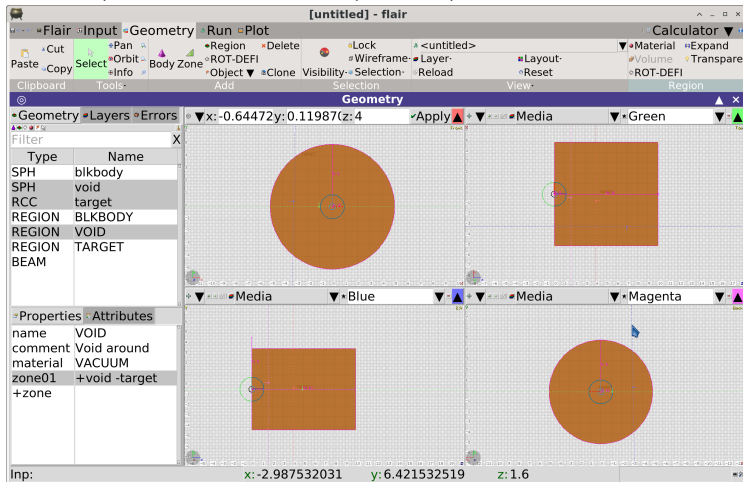 [untitled] - flair
Flair Input Geometry Run Plot Calculator
Paste Cut Copy Select Pan Orbit Info Body Zone Region ROT-DEFI Object Delete Clone Visibility Lock Wireframe Selection <untitled> Layer Reload Layout Reset Material Volume ROT-DEFI Expand Transpare
Clipboard Tools Add Selection View Region
Geometry
Geometry Layers Errors x: -0.64472 y: 0.11987 z: 4 Apply Media Green
Filter X
Type Name
SPH blkbody
SPH void
RCC target
REGION BLKBODY
REGION VOID
REGION TARGET
BEAM
Media Blue Media Magenta
Properties Attributes
name VOID
comment Void around
material VACUUM
zone01 +void -target
+zone
Inp: x: -2.987532031 y: 6.421532519 z: 1.6